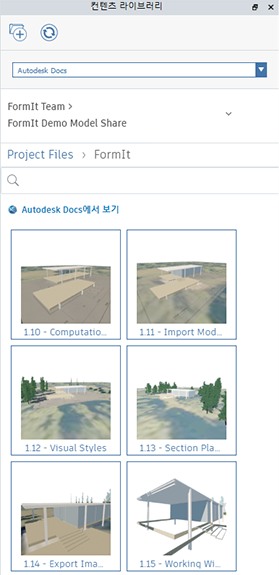 컨텐츠 라이브러리
Autodesk Docs
FormIt Team >
FormIt Demo Model Share
Project Files > FormIt
Autodesk Docs에서 보기
1.10 - Computatio...
1.11 - Import Mod...
1.12 - Visual Styles
1.13 - Section Pla...
1.14 - Export Ima...
1.15 - Working Wi...